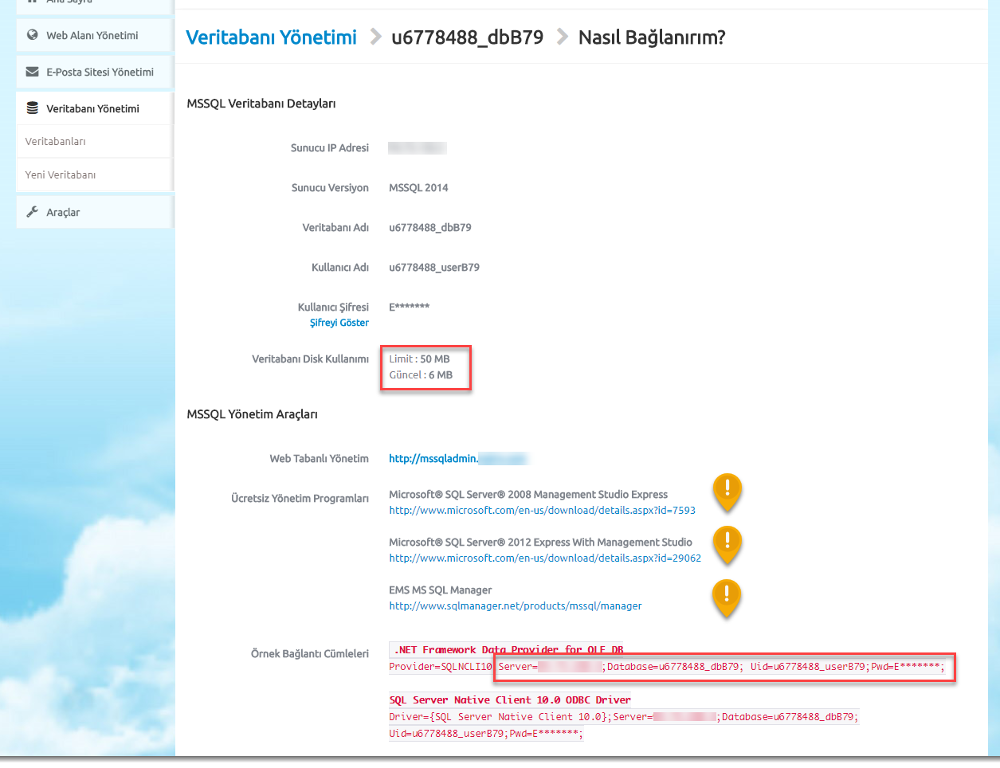 Ana Sayfa
Web Alanı Yönetimi
E-Posta Sitesi Yönetimi
Veritabanı Yönetimi
Veritabanları
Yeni Veritabanı
Araçlar
Veritabanı Yönetimi > u6778488_dbB79 > Nasıl Bağlanırım?
MSSQL Veritabanı Detayları
Sunucu IP Adresi
Sunucu Versiyon MSSQL 2014
Veritabanı Adı u6778488_dbB79
Kullanıcı Adı u6778488_userB79
Kullanıcı Şifresi E*******
Şifreyi Göster
Veritabanı Disk Kullanımı Limit : 50 MB
Güncel : 6 MB
MSSQL Yönetim Araçları
Web Tabanlı Yönetim http://mssqladmin.
Ücretsiz Yönetim Programları Microsoft® SQL Server® 2008 Management Studio Express
http://www.microsoft.com/en-us/download/details.aspx?id=7593
Microsoft® SQL Server® 2012 Express With Management Studio
http://www.microsoft.com/en-us/download/details.aspx?id=29062
EMS MS SQL Manager
http://www.sqlmanager.net/products/mssql/manager
Örnek Bağlantı Cümleleri .NET Framework Data Provider for OLE DB
Provider=SQLNCLI10 Server= ;Database=u6778488_dbB79; Uid=u6778488_userB79;Pwd=E*******;
SQL Server Native Client 10.0 ODBC Driver
Driver={SQL Server Native Client 10.0};Server= ;Database=u6778488_dbB79;
Uid=u6778488_userB79;Pwd=E*******;